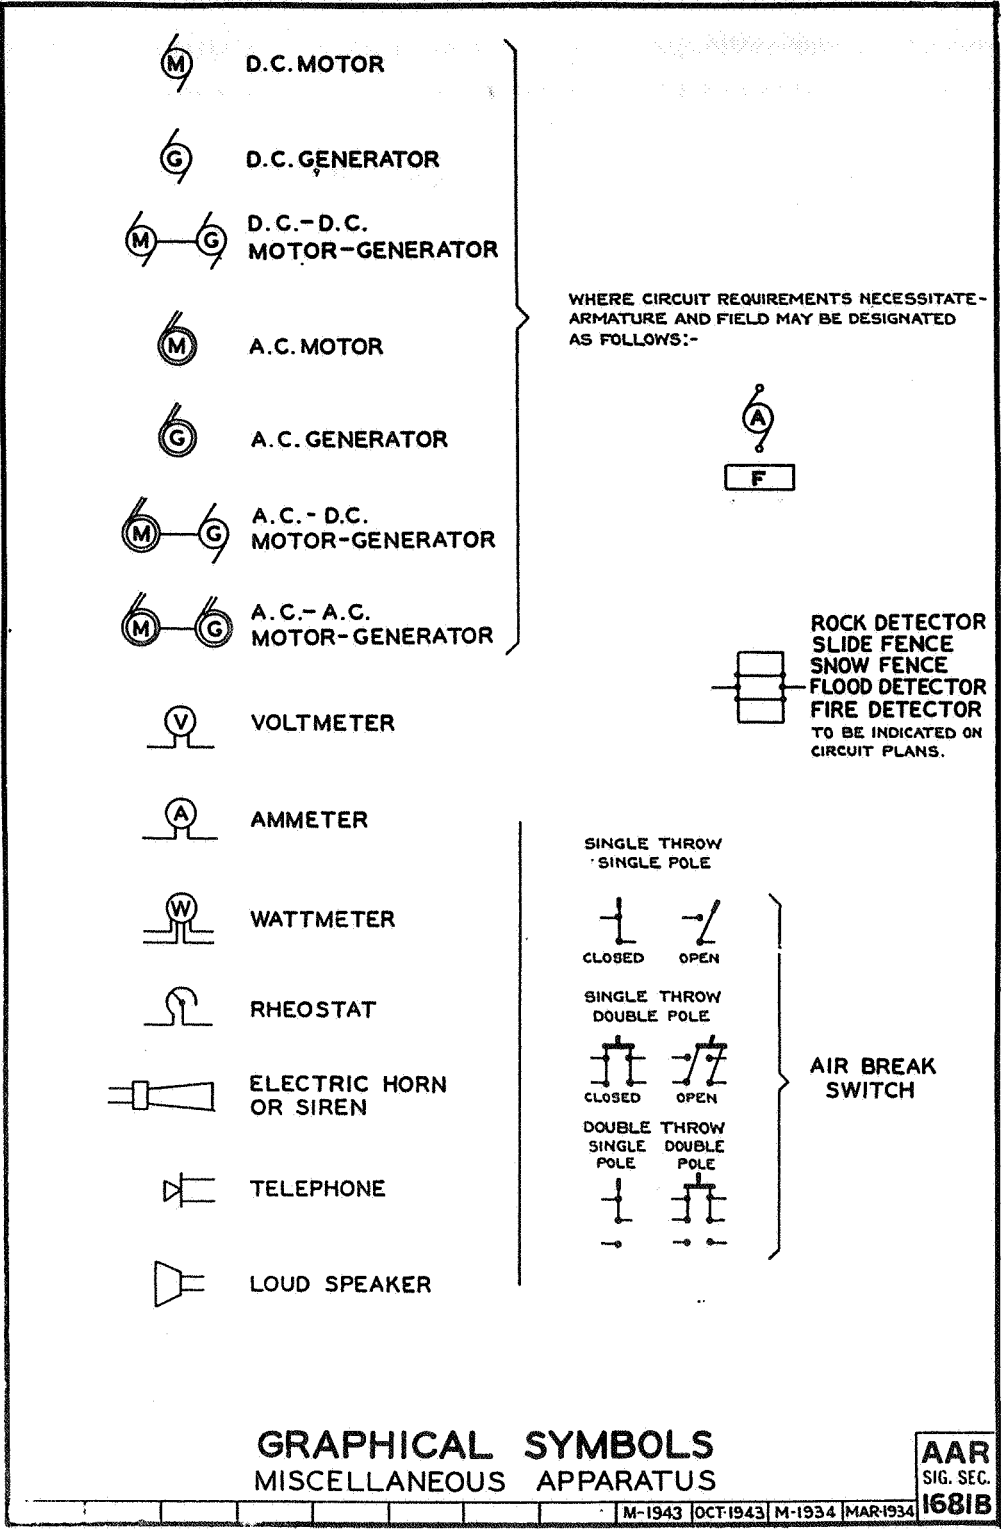 M D.C. MOTOR
G D.C. GENERATOR
M G D.C.-D.C.
MOTOR-GENERATOR
M A.C. MOTOR
G A.C. GENERATOR
M G A.C.-D.C.
MOTOR-GENERATOR
M G A.C.-A.C.
MOTOR-GENERATOR
WHERE CIRCUIT REQUIREMENTS NECESSITATE-
ARMATURE AND FIELD MAY BE DESIGNATED
AS FOLLOWS:-
A
F
ROCK DETECTOR
SLIDE FENCE
SNOW FENCE
FLOOD DETECTOR
FIRE DETECTOR
TO BE INDICATED ON
CIRCUIT PLANS.
V VOLTMETER
A AMMETER
W WATTMETER
RHEOSTAT
ELECTRIC HORN
OR SIREN
TELEPHONE
LOUD SPEAKER
SINGLE THROW
SINGLE POLE
CLOSED OPEN
SINGLE THROW
DOUBLE POLE
CLOSED OPEN
DOUBLE THROW
SINGLE DOUBLE
POLE POLE
AIR BREAK
SWITCH
GRAPHICAL SYMBOLS
MISCELLANEOUS APPARATUS
M-1943 OCT-1943 M-1934 MAR-1934
AAR
SIG. SEC.
1681B